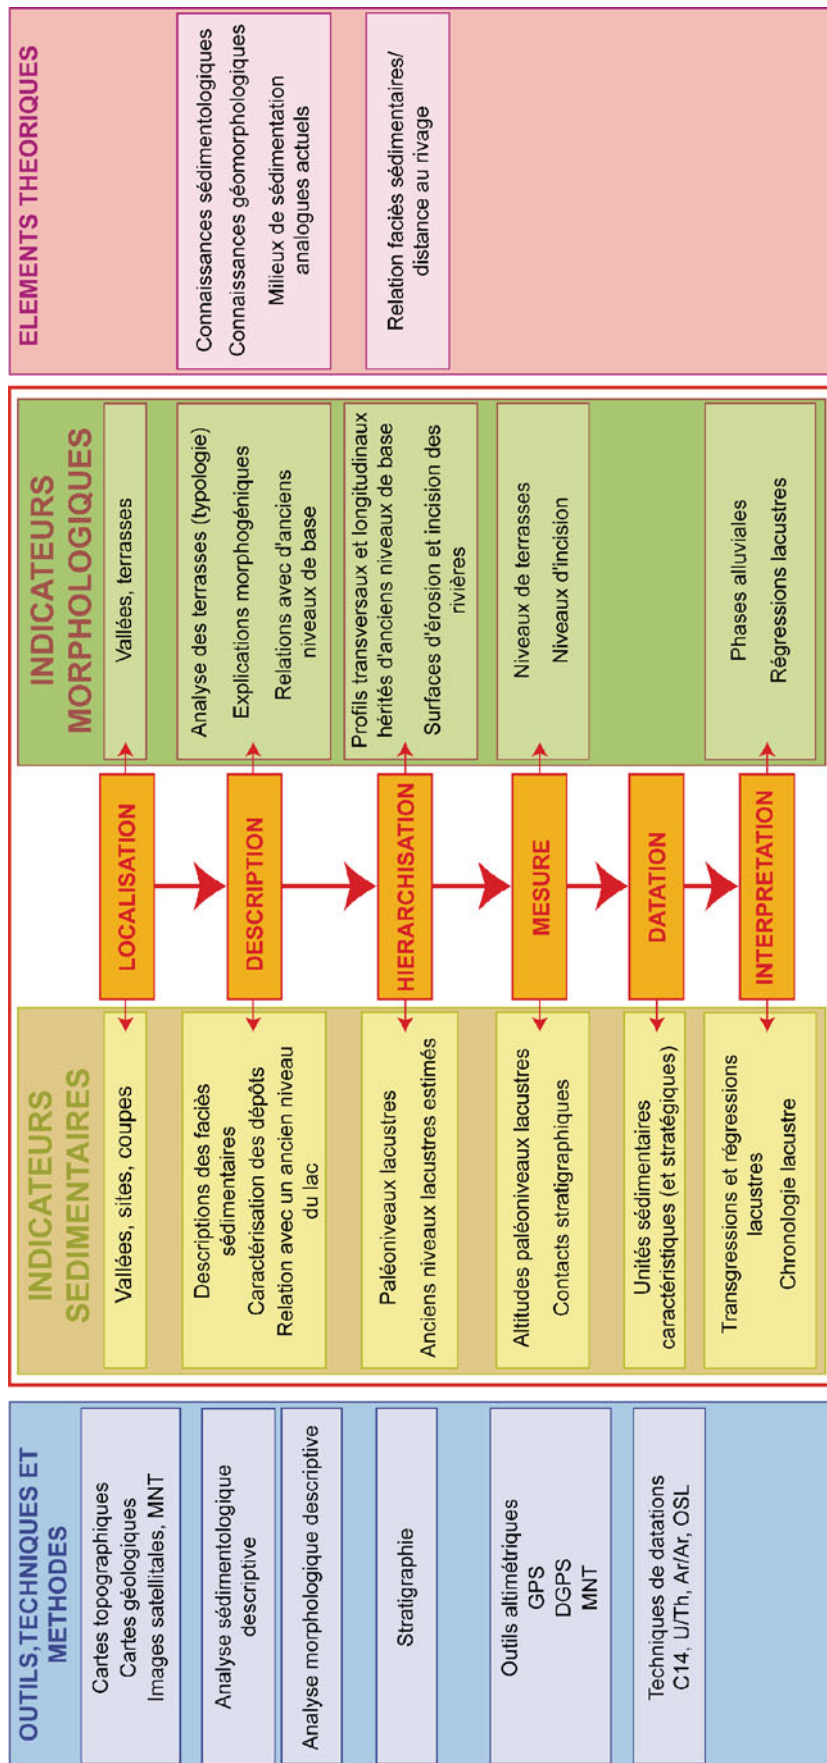 OUTILS,TECHNIQUES ET
METHODES
Cartes topographiques
Cartes géologiques
Images satellitales, MNT
Analyse sédimentologique
descriptive
Analyse morphologique descriptive
Stratigraphie
Outils altimétriques
GPS
DGPS
MNT
Techniques de datations
C14, U/Th, Ar/Ar, OSL
INDICATEURS
SEDIMENTAIRES
Vallées, sites, coupes
Descriptions des faciès
sédimentaires
Caractérisation des dépôts
Relation avec un ancien niveau
du lac
Paléoniveaux lacustres
Anciens niveaux lacustres estimés
Altitudes paléoniveaux lacustres
Contacts stratigraphiques
Unités sédimentaires
caractéristiques (et stratégiques)
Transgressions et régressions
lacustres
Chronologie lacustre
LOCALISATION
DESCRIPTION
HIERARCHISATION
MESURE
DATATION
INTERPRETATION
INDICATEURS
MORPHOLOGIQUES
Vallées, terrasses
Analyse des terrasses (typologie)
Explications morphogéniques
Relations avec d'anciens
niveaux de base
Profils transversaux et longitudinaux
hérités d'anciens niveaux de base
Surfaces d'érosion et incision des
rivières
Niveaux de terrasses
Niveaux d'incision
Phases alluviales
Régressions lacustres
ELEMENTS THEORIQUES
Connaissances sédimentologiques
Connaissances géomorphologiques
Milieux de sédimentation
analogues actuels
Relation faciès sédimentaires/
distance au rivage